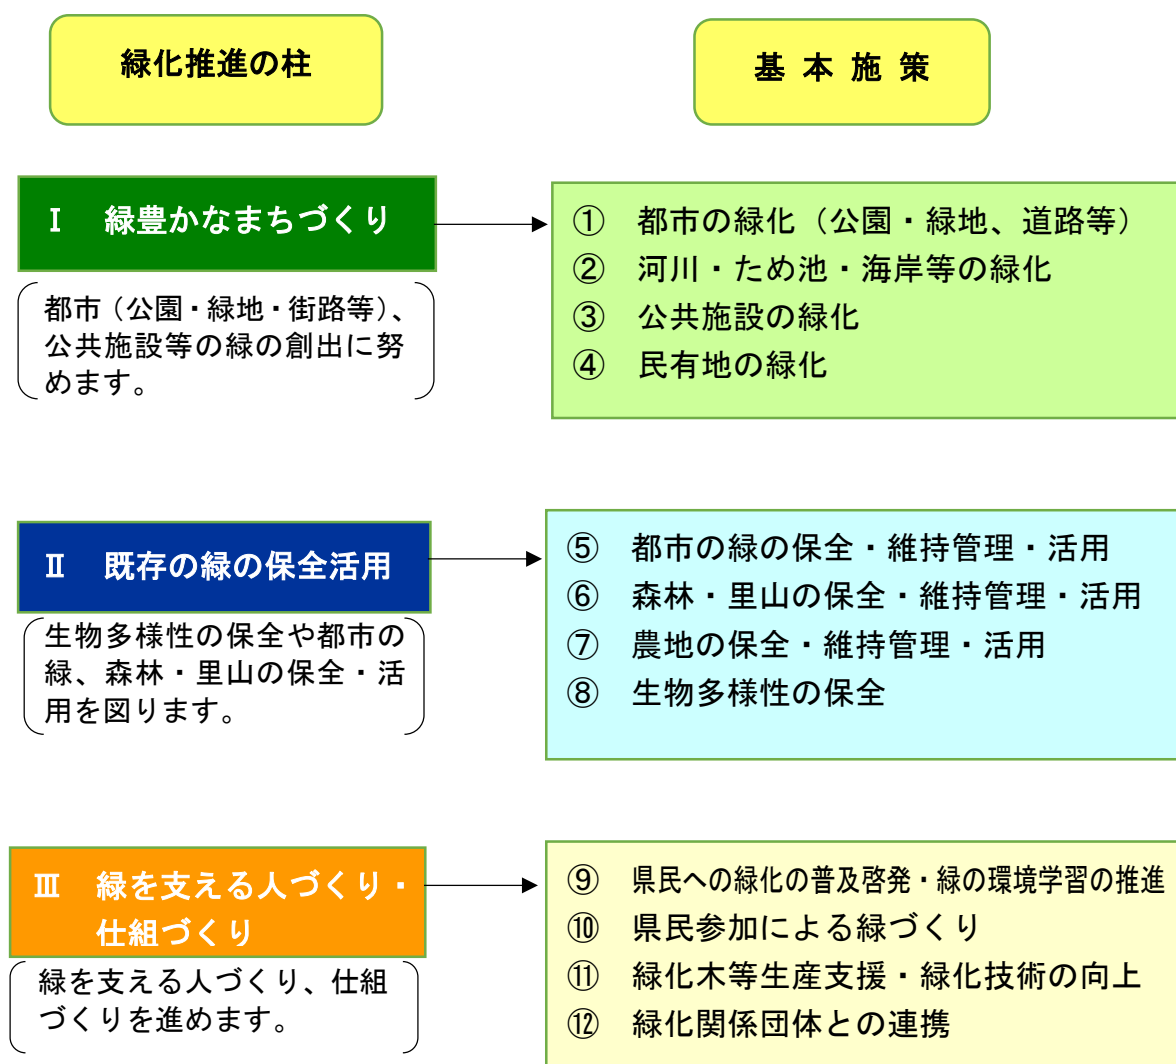 緑化推進の柱
基 本 施 策
Ⅰ 緑豊かなまちづくり
都市（公園・緑地・街路等）、
公共施設等の緑の創出に努
めます。
① 都市の緑化（公園・緑地、道路等）
② 河川・ため池・海岸等の緑化
③ 公共施設の緑化
④ 民有地の緑化
Ⅱ 既存の緑の保全活用
生物多様性の保全や都市の
緑、森林・里山の保全・活
用を図ります。
⑤ 都市の緑の保全・維持管理・活用
⑥ 森林・里山の保全・維持管理・活用
⑦ 農地の保全・維持管理・活用
⑧ 生物多様性の保全
Ⅲ 緑を支える人づくり・
仕組づくり
緑を支える人づくり、仕組
づくりを進めます。
⑨ 県民への緑化の普及啓発・緑の環境学習の推進
⑩ 県民参加による緑づくり
⑪ 緑化木等生産支援・緑化技術の向上
⑫ 緑化関係団体との連携